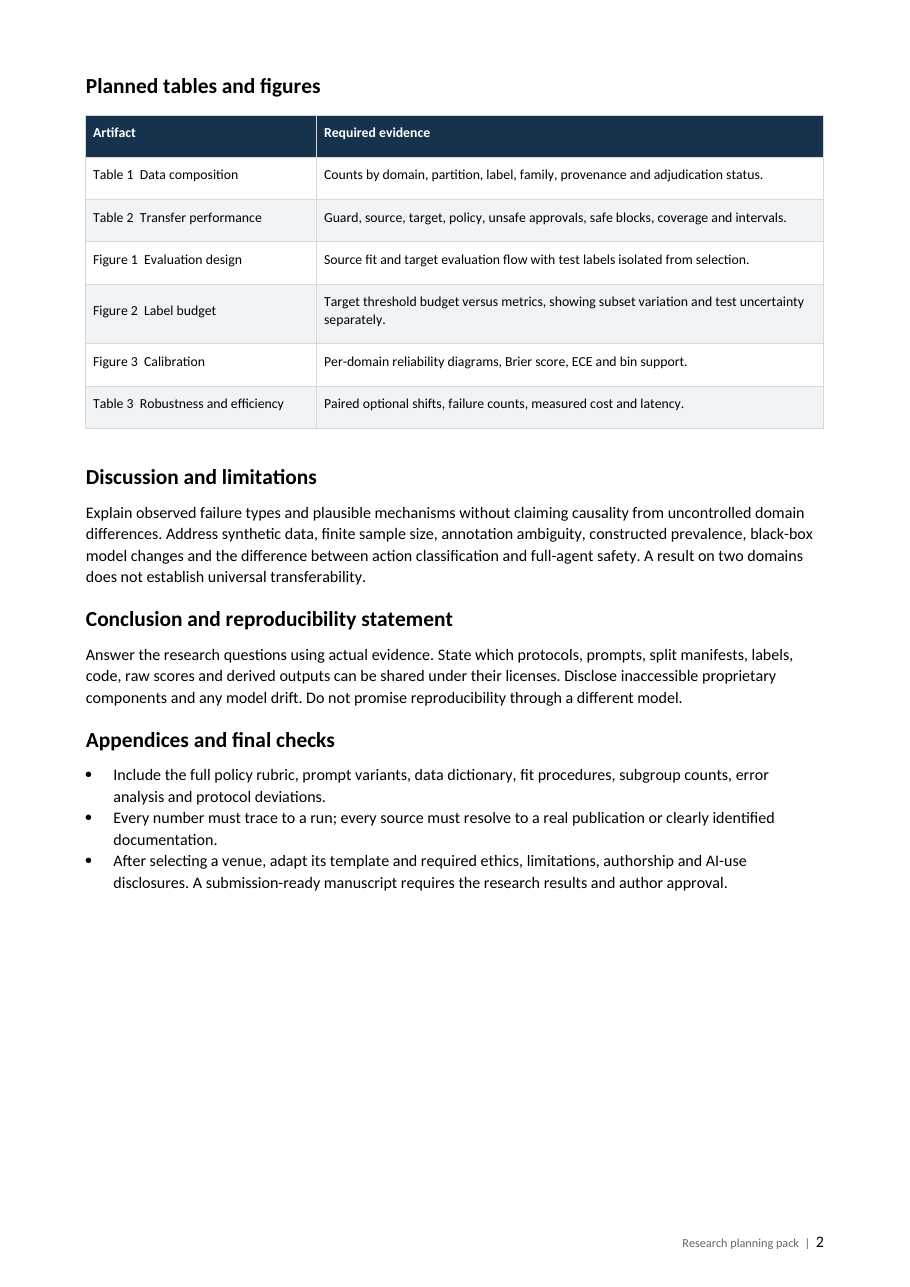 Planned tables and figures
Artifact
Required evidence
Table 1 Data composition
Counts by domain, partition, label, family, provenance and adjudication status.
Table 2 Transfer performance
Guard, source, target, policy, unsafe approvals, safe blocks, coverage and intervals.
Figure 1 Evaluation design
Source fit and target evaluation flow with test labels isolated from selection.
Figure 2 Label budget
Target threshold budget versus metrics, showing subset variation and test uncertainty
separately.
Figure 3 Calibration
Per-domain reliability diagrams, Brier score, ECE and bin support.
Table 3 Robustness and efficiency
Paired optional shifts, failure counts, measured cost and latency.
Discussion and limitations
Explain observed failure types and plausible mechanisms without claiming causality from uncontrolled domain
differences. Address synthetic data, finite sample size, annotation ambiguity, constructed prevalence, black-box
model changes and the difference between action classification and full-agent safety. A result on two domains
does not establish universal transferability.
Conclusion and reproducibility statement
Answer the research questions using actual evidence. State which protocols, prompts, split manifests, labels,
code, raw scores and derived outputs can be shared under their licenses. Disclose inaccessible proprietary
components and any model drift. Do not promise reproducibility through a different model.
Appendices and final checks
• Include the full policy rubric, prompt variants, data dictionary, fit procedures, subgroup counts, error
analysis and protocol deviations.
• Every number must trace to a run; every source must resolve to a real publication or clearly identified
documentation.
• After selecting a venue, adapt its template and required ethics, limitations, authorship and AI-use
disclosures. A submission-ready manuscript requires the research results and author approval.
Research planning pack | 2